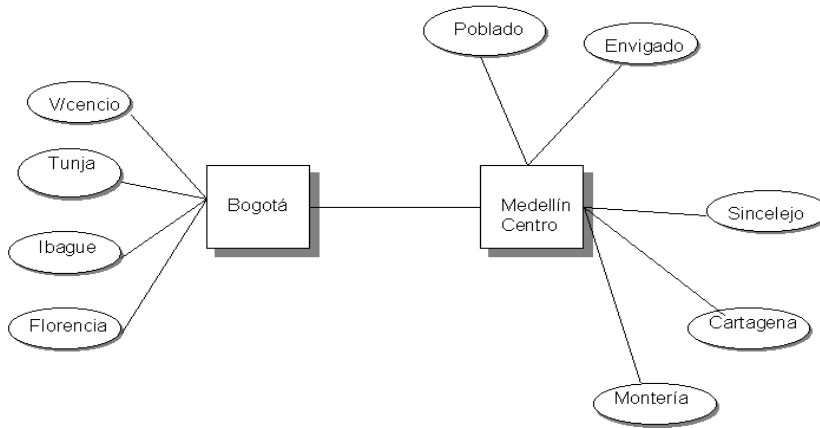 Poblado
Envigado
V/cencio
Tunja
Bogotá
Medellín
Centro
Sincelejo
Ibague
Florencia
Cartagena
Montería